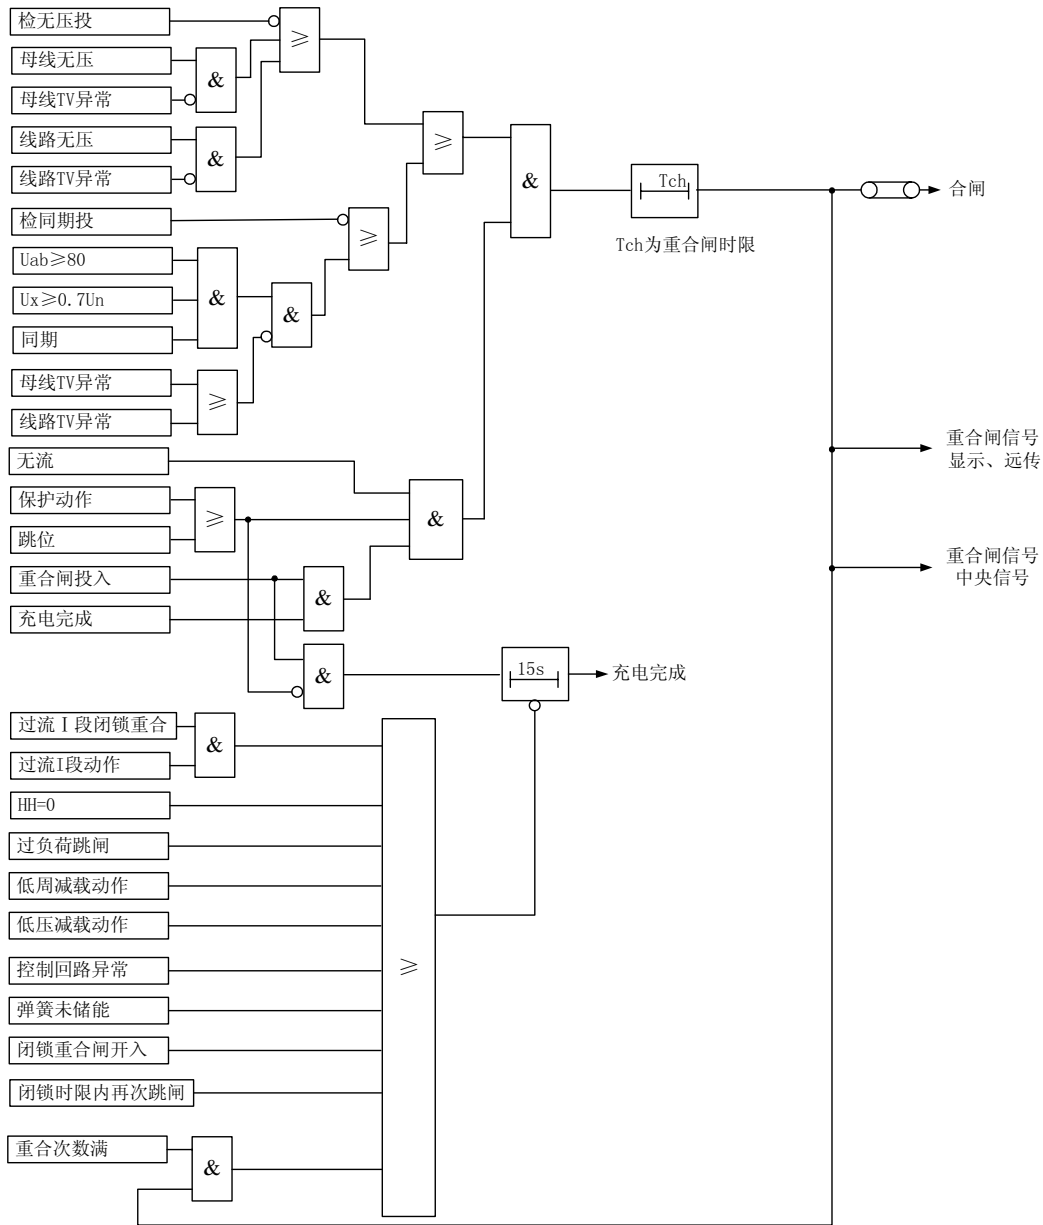 检无压投
≥
母线无压
&
母线TV异常
线路无压
&
线路TV异常
≥
&
Tch
合闸
检同期投
≥
Tch为重合闸时限
Uab≥80
Ux≥0.7Un
&
&
同期
母线TV异常
≥
线路TV异常
重合闸信号
显示、远传
无流
保护动作
≥
&
跳位
重合闸信号
中央信号
重合闸投入
&
充电完成
&
15s
充电完成
过流Ⅰ段闭锁重合
&
过流I段动作
HH=0
过负荷跳闸
低周减载动作
低压减载动作
≥
控制回路异常
弹簧未储能
闭锁重合闸开入
闭锁时限内再次跳闸
重合次数满
&